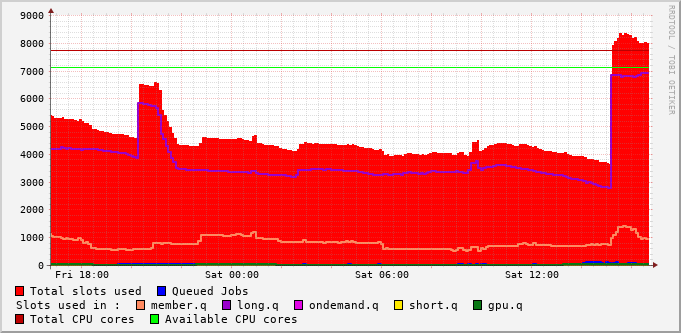 9000
8000
7000
6000
5000
4000
3000
2000
1000
0
Fri 18:00 Sat 00:00 Sat 06:00 Sat 12:00
RRDTOOL / TOBI OETIKER
Total slots used Queued Jobs
Slots used in : member.q long.q ondemand.q short.q gpu.q
Total CPU cores Available CPU cores